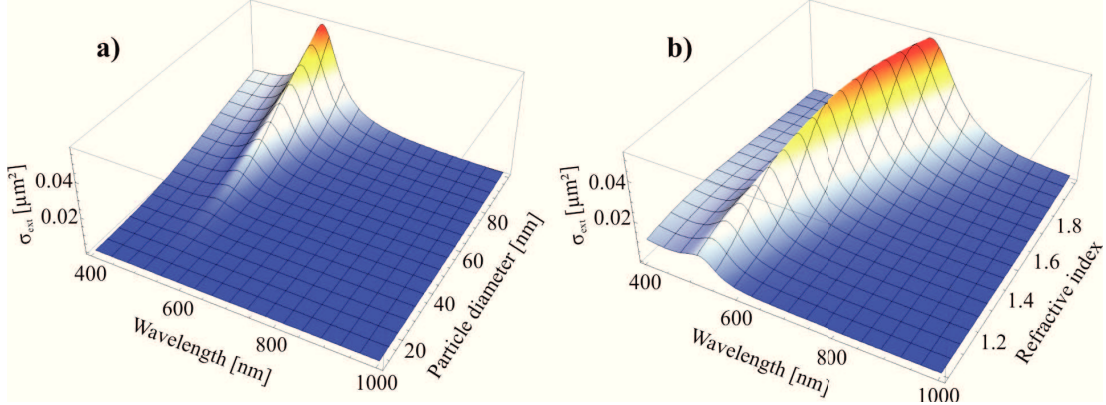 a)
σext [μm²]
0.04
0.02
400
600
800
1000
Wavelength [nm]
20
40
60
80
Particle diameter [nm]
b)
σext [μm²]
0.04
0.02
400
600
800
1000
Wavelength [nm]
1.2
1.4
1.6
1.8
Refractive index